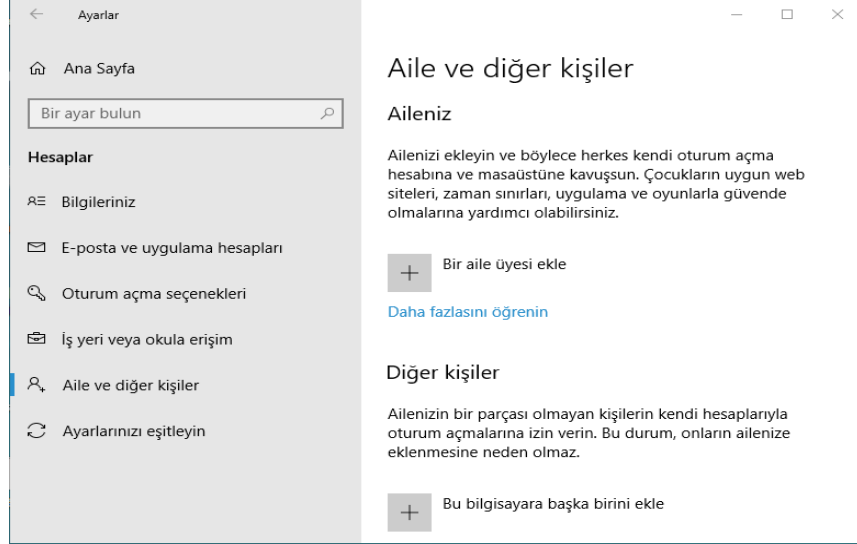 Ayarlar
Ana Sayfa
Bir ayar bulun
Hesaplar
Bilgileriniz
E-posta ve uygulama hesapları
Oturum açma seçenekleri
İş yeri veya okula erişim
Aile ve diğer kişiler
Ayarlarınızı eşitleyin
Aile ve diğer kişiler
Aileniz
Ailenizi ekleyin ve böylece herkes kendi oturum açma
hesabına ve masaüstüne kavuşsun. Çocukların uygun web
siteleri, zaman sınırları, uygulama ve oyunlarla güvende
olmalarına yardımcı olabilirsiniz.
Bir aile üyesi ekle
Daha fazlasını öğrenin
Diğer kişiler
Ailenizin bir parçası olmayan kişilerin kendi hesaplarıyla
oturum açmalarına izin verin. Bu durum, onların ailenize
eklenmesine neden olmaz.
Bu bilgisayara başka birini ekle